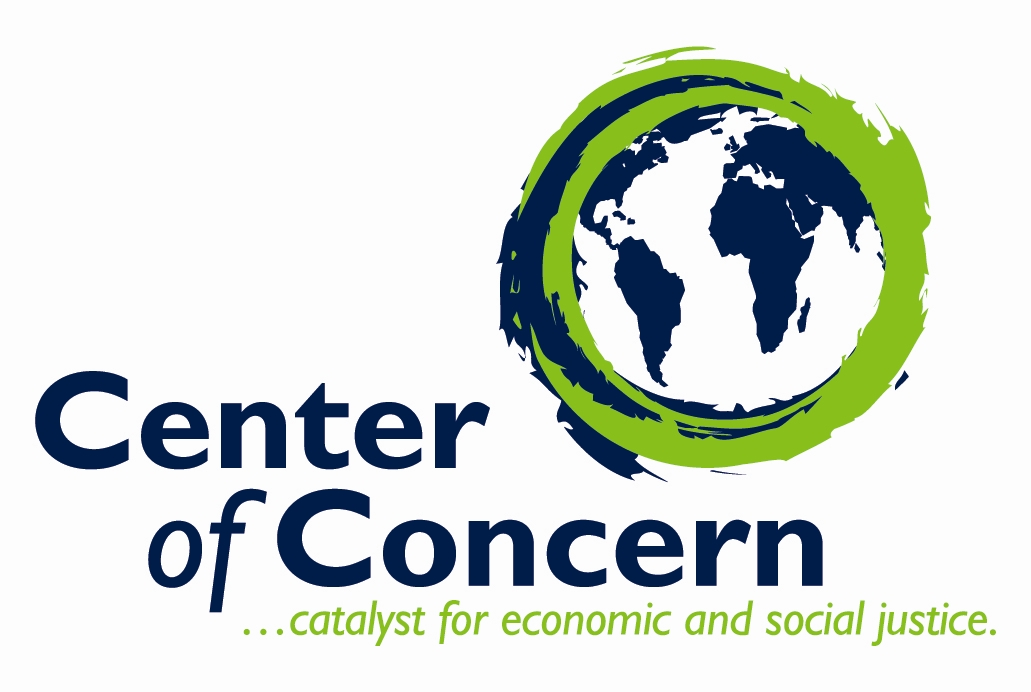 Center
of Concern
...catalyst for economic and social justice.